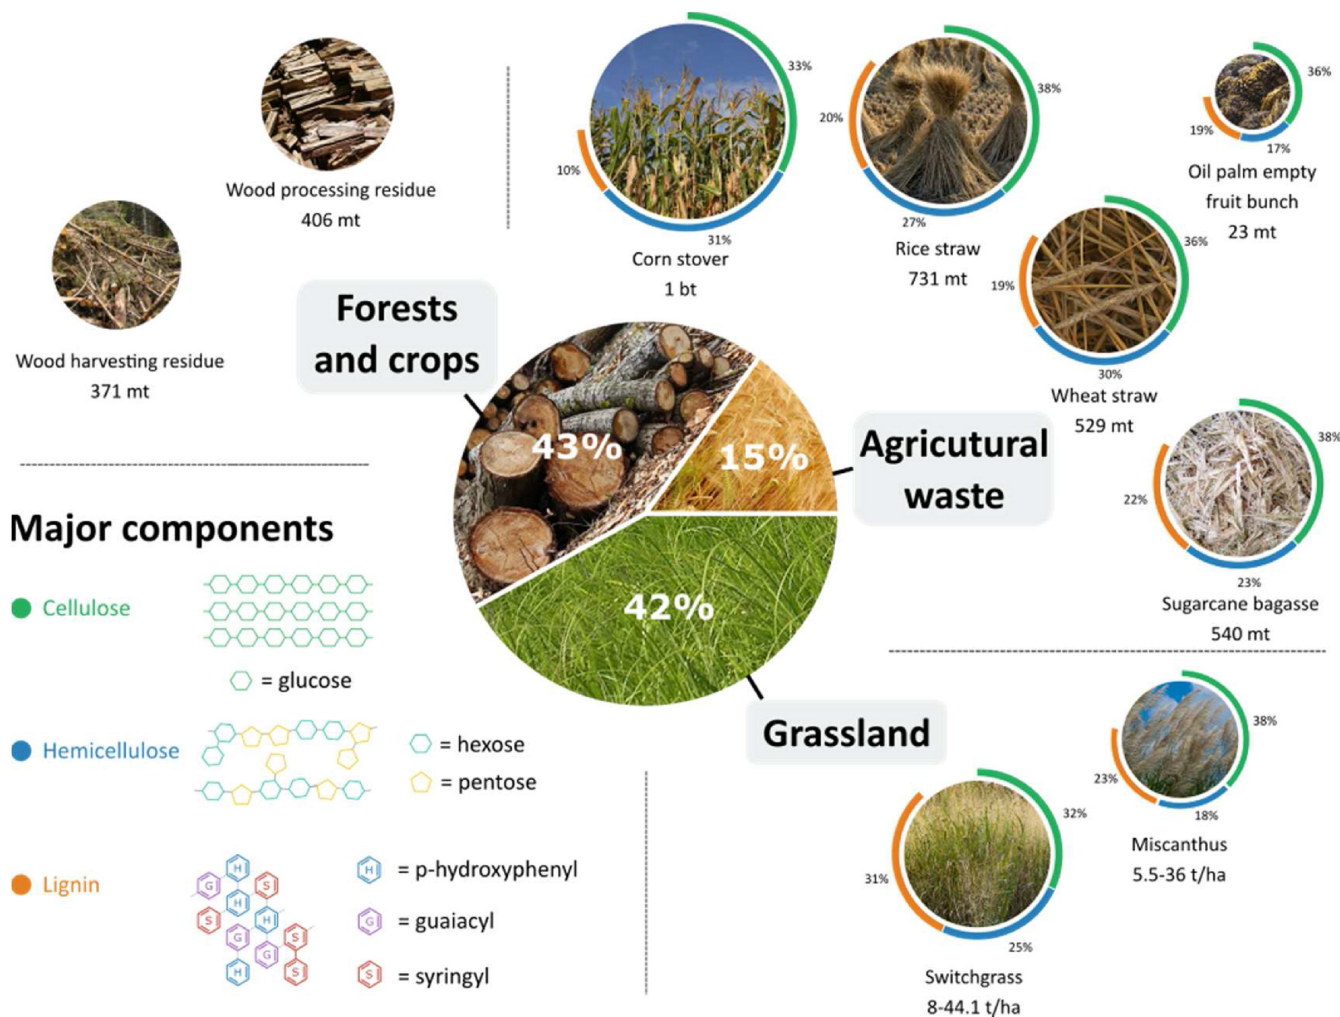 Wood processing residue
406 mt
Wood harvesting residue
371 mt
Forests
and crops
33%
10%
31%
Corn stover
1 bt
38%
20%
27%
Rice straw
731 mt
36%
19%
17%
Oil palm empty
fruit bunch
23 mt
36%
19%
30%
Wheat straw
529 mt
43%
15%
42%
Agricutural
waste
38%
22%
23%
Sugarcane bagasse
540 mt
Major components
Cellulose
= glucose
Hemicellulose
= hexose
= pentose
Lignin
H
G
S
H
S
H
G
S
G
H
S
H = p-hydroxyphenyl
G = guaiacyl
S = syringyl
Grassland
38%
23%
18%
Miscanthus
5.5-36 t/ha
32%
31%
25%
Switchgrass
8-44.1 t/ha